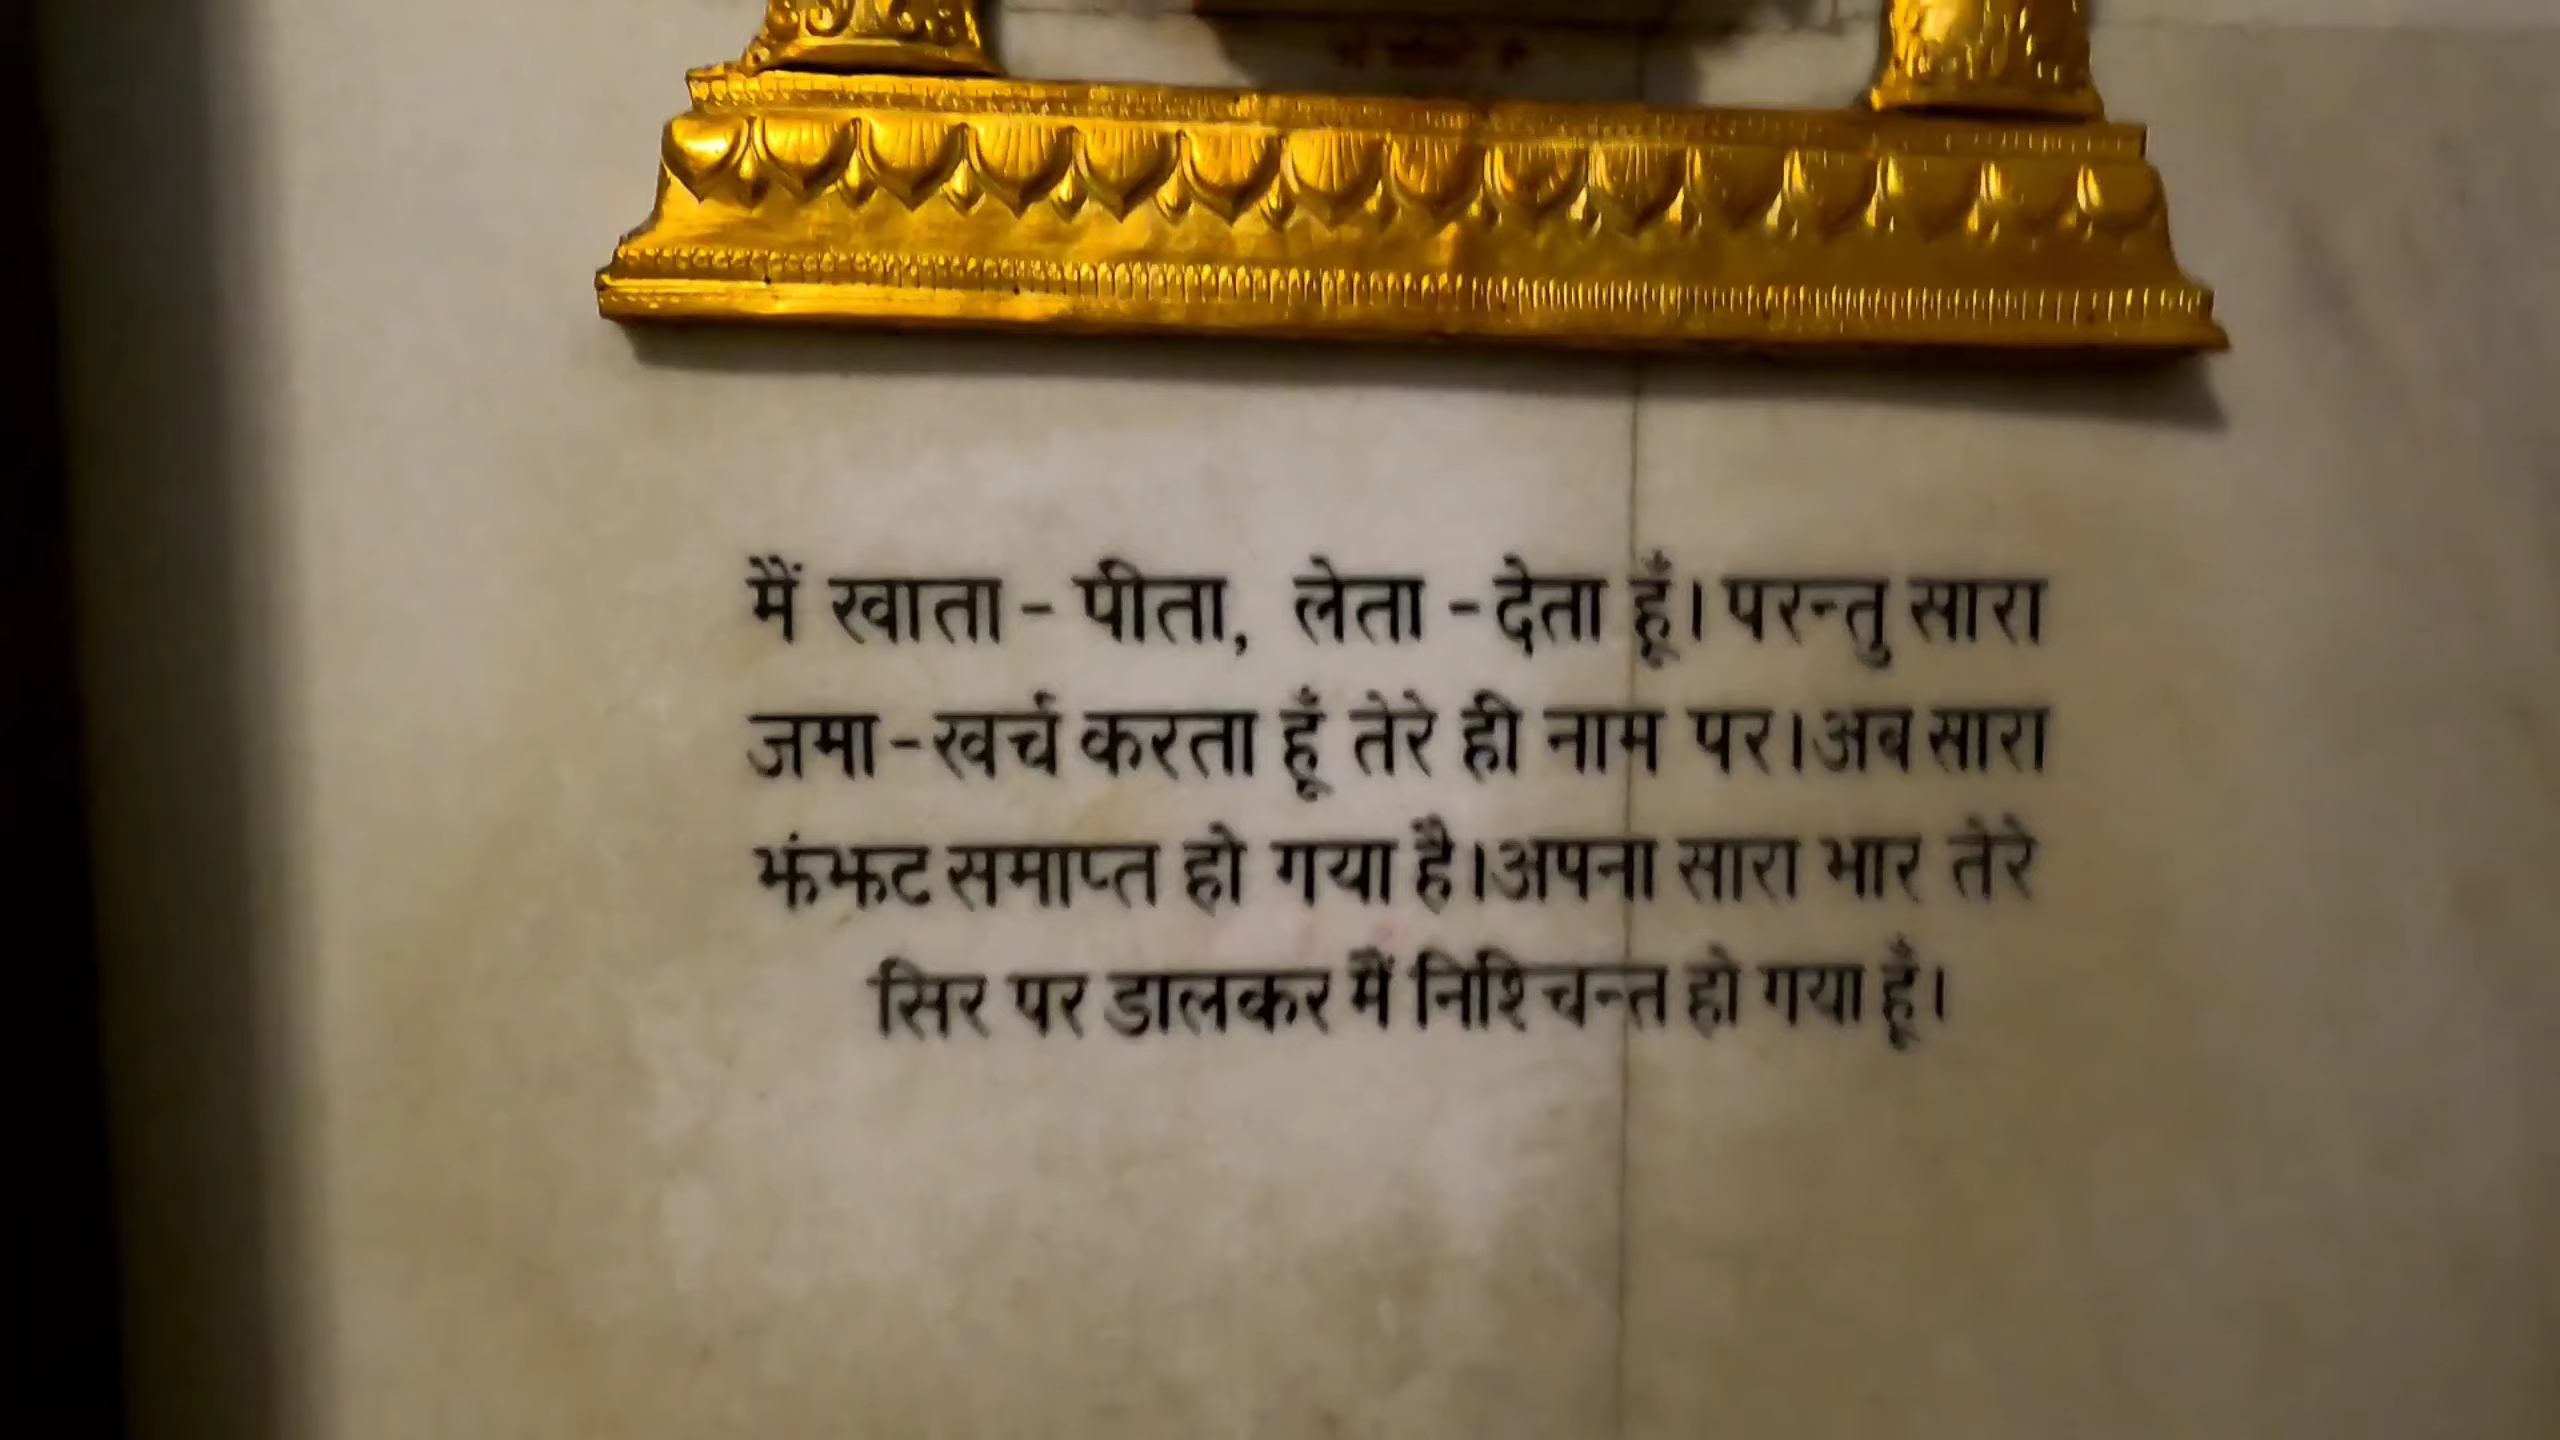 मैं खाता - पीता, लेता - देता हूँ। परन्तु सारा
जमा - खर्च करता हूँ तेरे ही नाम पर। अब सारा
झंझट समाप्त हो गया है। अपना सारा भार तेरे
सिर पर डालकर मैं निश्चिन्त हो गया हूँ।